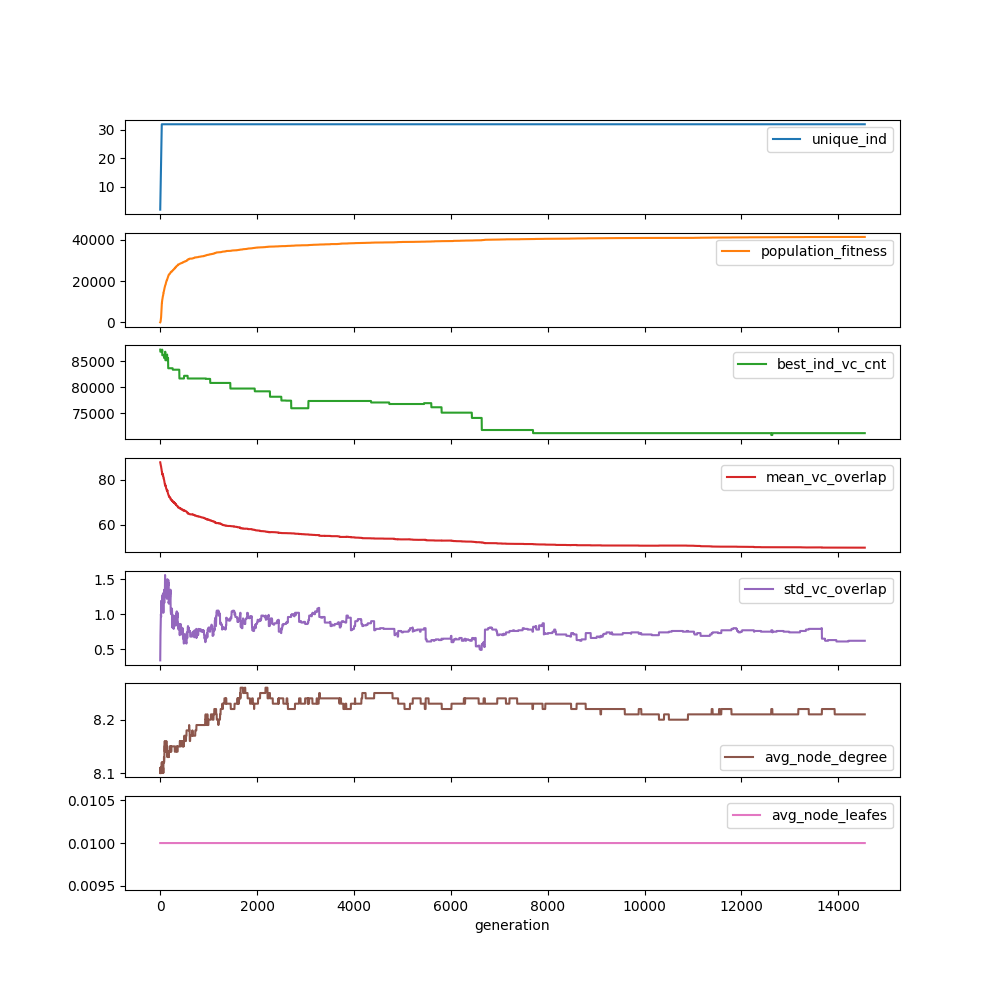 30
20
10
unique_ind
40000
20000
0
population_fitness
85000
80000
75000
best_ind_vc_cnt
80
60
mean_vc_overlap
1.5
1.0
0.5
std_vc_overlap
8.2
8.1
avg_node_degree
0.0105
0.0100
0.0095
avg_node_leafes
0 2000 4000 6000 8000 10000 12000 14000
generation